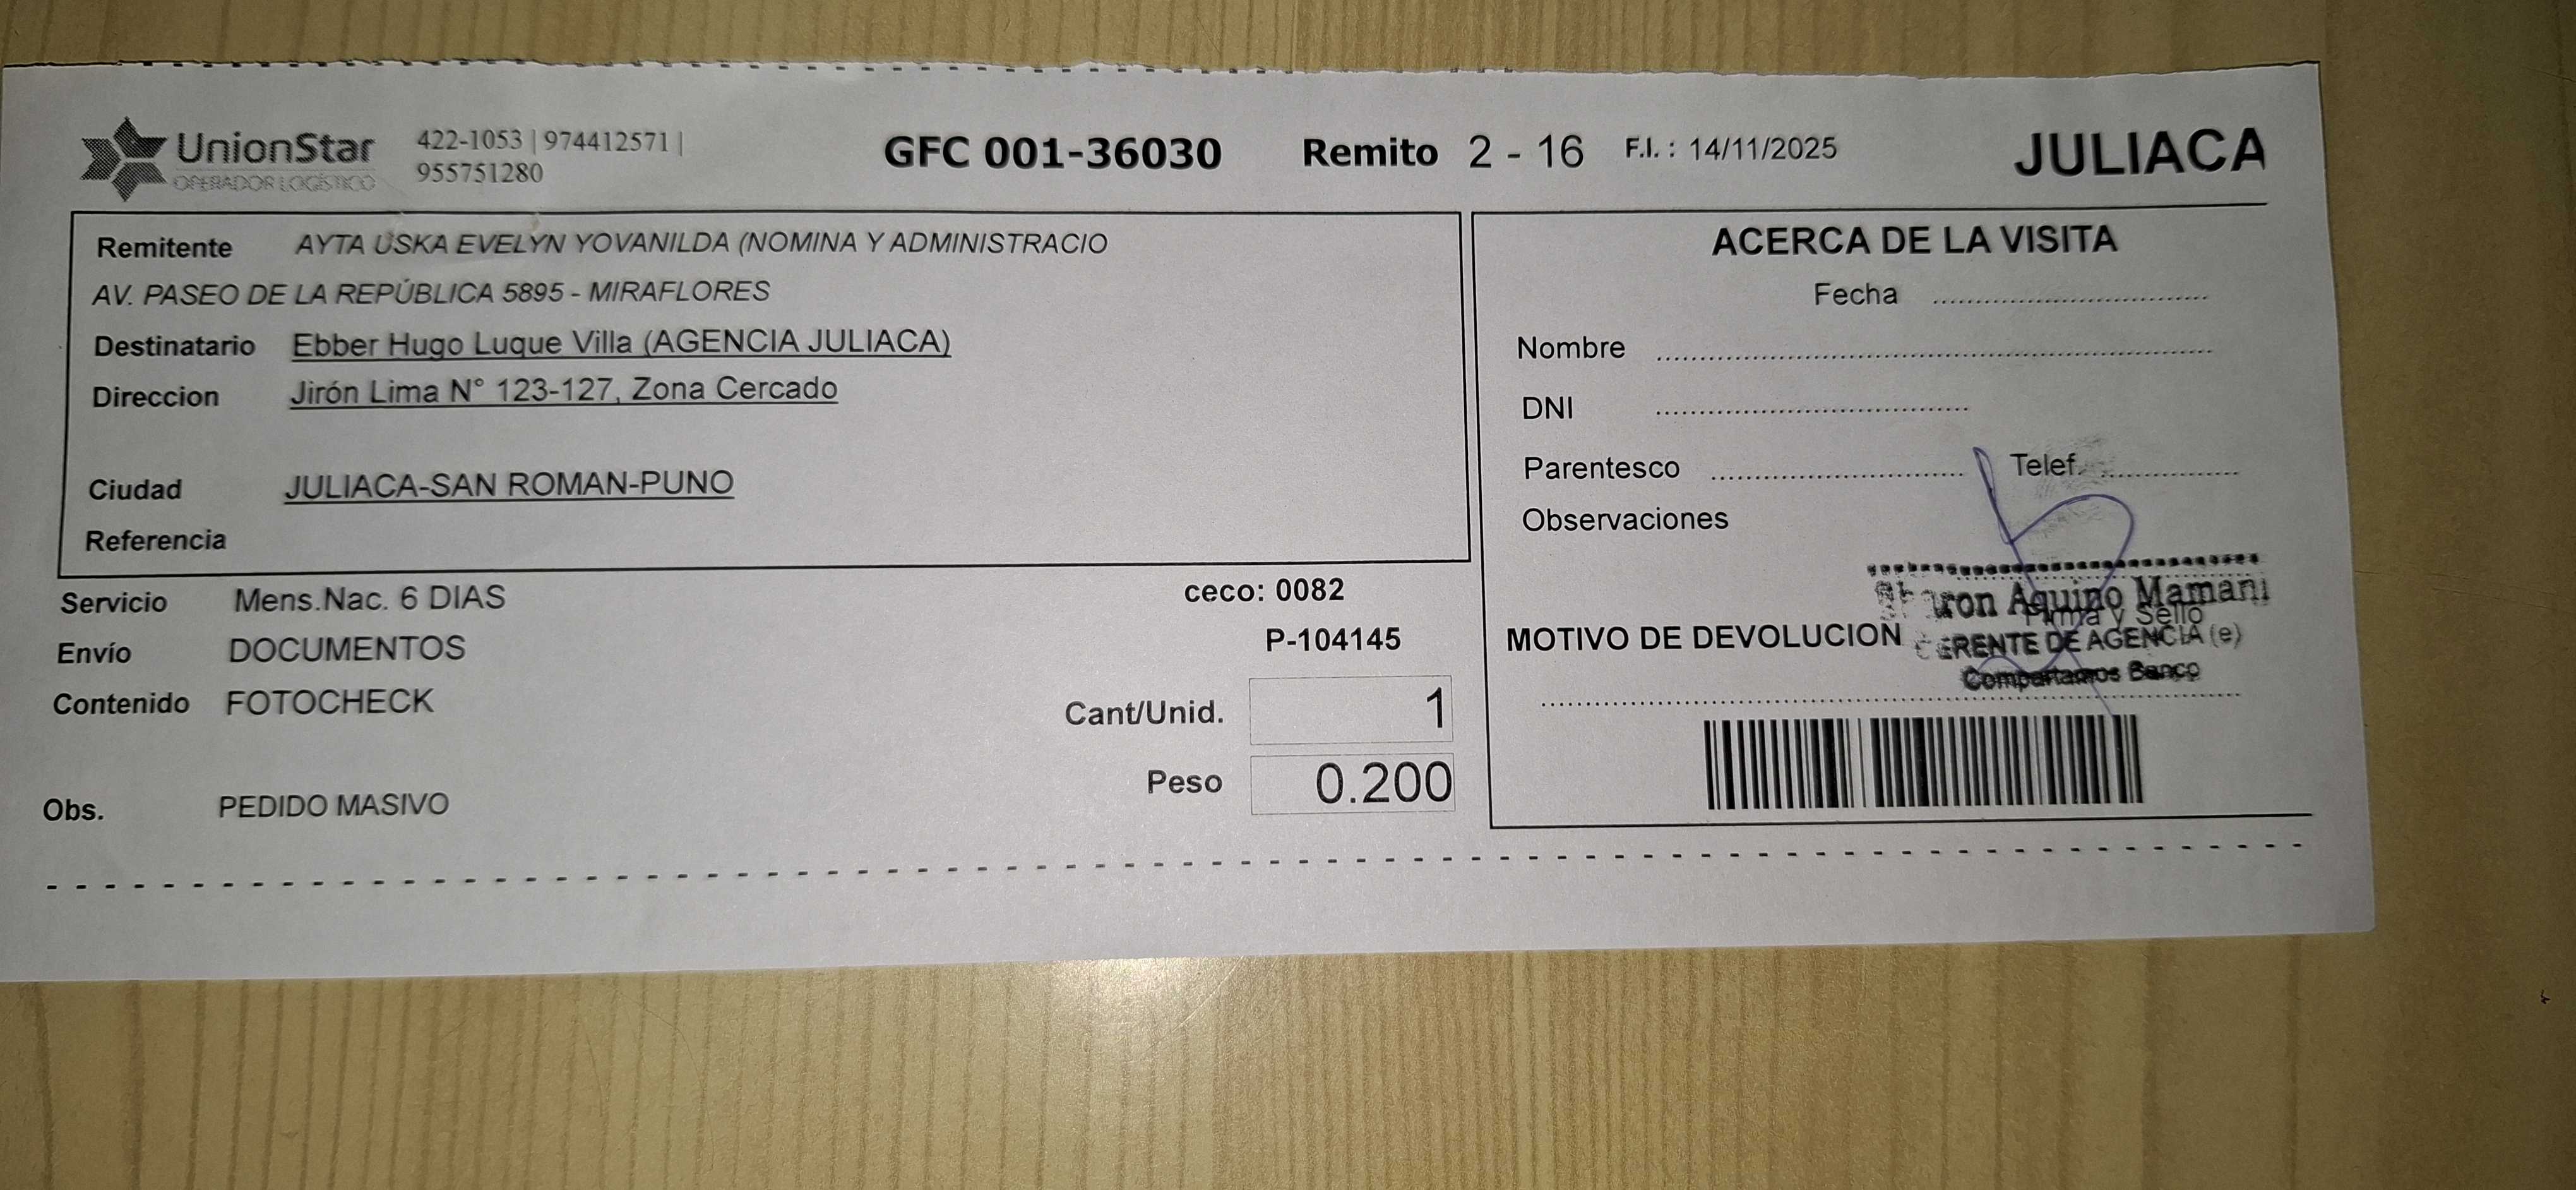 UnionStar
OPERADOR LOGÍSTICO
422-1053 | 974412571 |
955751280
GFC 001-36030
Remito 2 - 16
F.I. : 14/11/2025
JULIACA
Remitente AYTA USKA EVELYN YOVANILDA (NOMINA Y ADMINISTRACIO
AV. PASEO DE LA REPÚBLICA 5895 - MIRAFLORES
Destinatario Ebber Hugo Luque Villa (AGENCIA JULIACA)
Direccion Jirón Lima N° 123-127, Zona Cercado
Ciudad JULIACA-SAN ROMAN-PUNO
Referencia
Servicio Mens.Nac. 6 DIAS
Envío DOCUMENTOS
Contenido FOTOCHECK
Obs. PEDIDO MASIVO
ceco: 0082
P-104145
Cant/Unid. 1
Peso 0.200
ACERCA DE LA VISITA
Fecha
Nombre
DNI
Parentesco Telef.
Observaciones
Aquino Mamani
Firma y Sello
GERENTE DE AGENCIA (e)
Compartamos Banco
MOTIVO DE DEVOLUCION